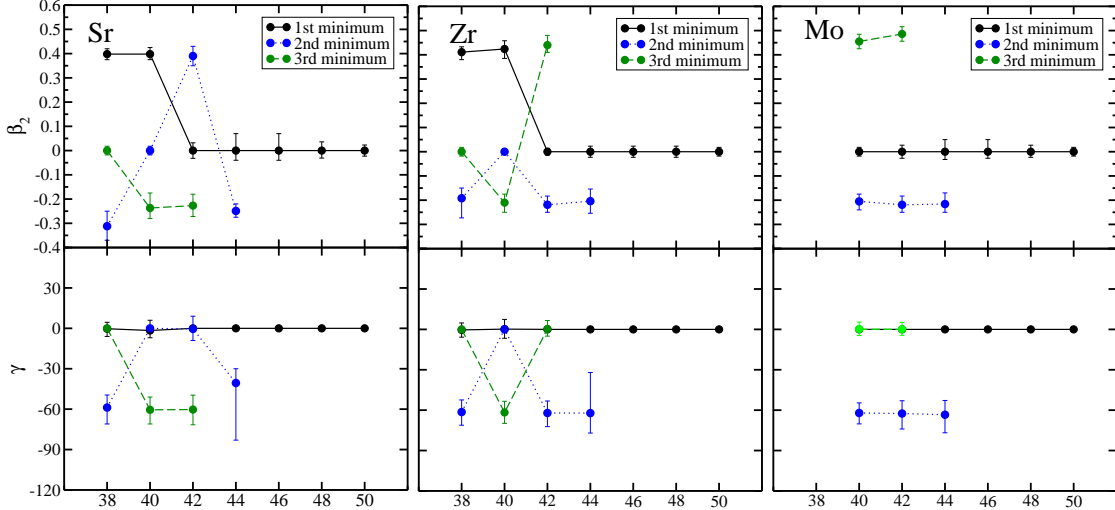 Sr
1st minimum
2nd minimum
3rd minimum
Zr
1st minimum
2nd minimum
3rd minimum
Mo
1st minimum
2nd minimum
3rd minimum
β2
0.6
0.5
0.4
0.3
0.2
0.1
0
-0.1
-0.2
-0.3
-0.4
γ
30
0
-30
-60
-90
-120
38 40 42 44 46 48 50
38 40 42 44 46 48 50
38 40 42 44 46 48 50